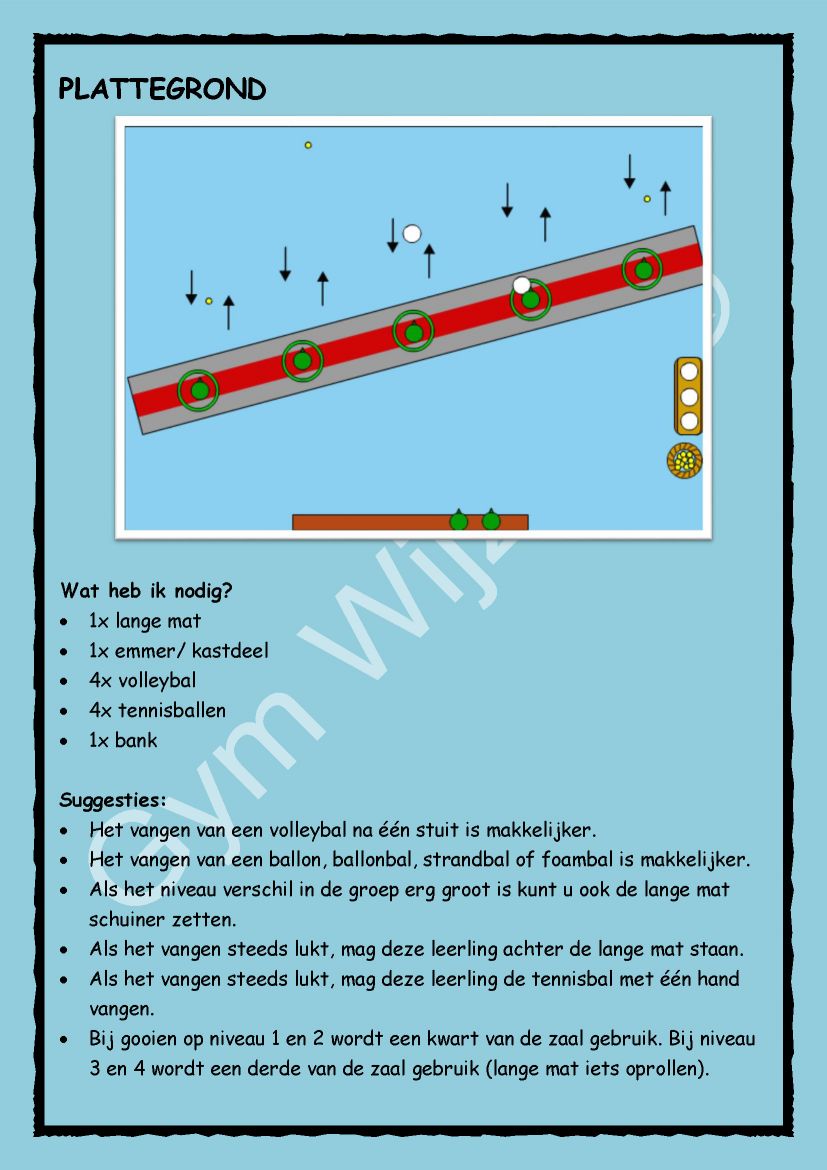 PLATTEGROND
Wat heb ik nodig?
• 1x lange mat
• 1x emmer/ kastdeel
• 4x volleybal
• 4x tennisballen
• 1x bank
Suggesties:
• Het vangen van een volleybal na één stuit is makkelijker.
• Het vangen van een ballon, ballonbal, strandbal of foambal is makkelijker.
• Als het niveau verschil in de groep erg groot is kunt u ook de lange mat
schuiner zetten.
• Als het vangen steeds lukt, mag deze leerling achter de lange mat staan.
• Als het vangen steeds lukt, mag deze leerling de tennisbal met één hand
vangen.
• Bij gooien op niveau 1 en 2 wordt een kwart van de zaal gebruik. Bij niveau
3 en 4 wordt een derde van de zaal gebruik (lange mat iets oprollen).
Gym